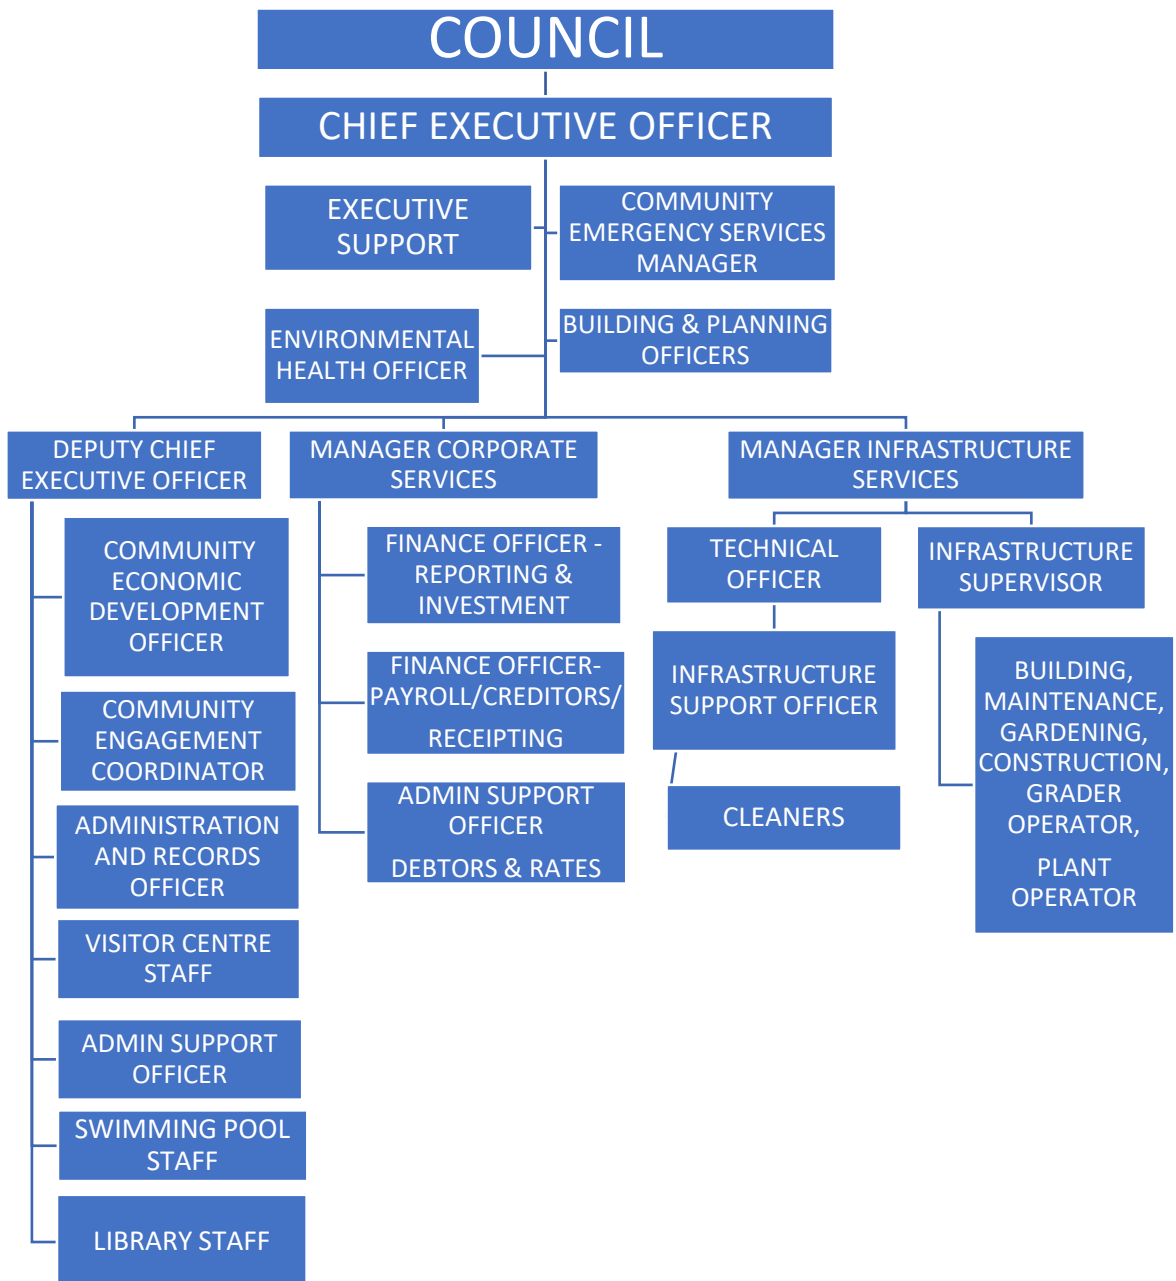 COUNCIL
CHIEF EXECUTIVE OFFICER
EXECUTIVE
SUPPORT
COMMUNITY
EMERGENCY SERVICES
MANAGER
ENVIRONMENTAL
HEALTH OFFICER
BUILDING & PLANNING
OFFICERS
DEPUTY CHIEF
EXECUTIVE OFFICER
COMMUNITY
ECONOMIC
DEVELOPMENT
OFFICER
COMMUNITY
ENGAGEMENT
COORDINATOR
ADMINISTRATION
AND RECORDS
OFFICER
VISITOR CENTRE
STAFF
ADMIN SUPPORT
OFFICER
SWIMMING POOL
STAFF
LIBRARY STAFF
MANAGER CORPORATE
SERVICES
FINANCE OFFICER -
REPORTING &
INVESTMENT
FINANCE OFFICER-
PAYROLL/CREDITORS/
RECEIPTING
ADMIN SUPPORT
OFFICER
DEBTORS & RATES
MANAGER INFRASTRUCTURE
SERVICES
TECHNICAL
OFFICER
INFRASTRUCTURE
SUPPORT OFFICER
CLEANERS
INFRASTRUCTURE
SUPERVISOR
BUILDING,
MAINTENANCE,
GARDENING,
CONSTRUCTION,
GRADER
OPERATOR,
PLANT
OPERATOR